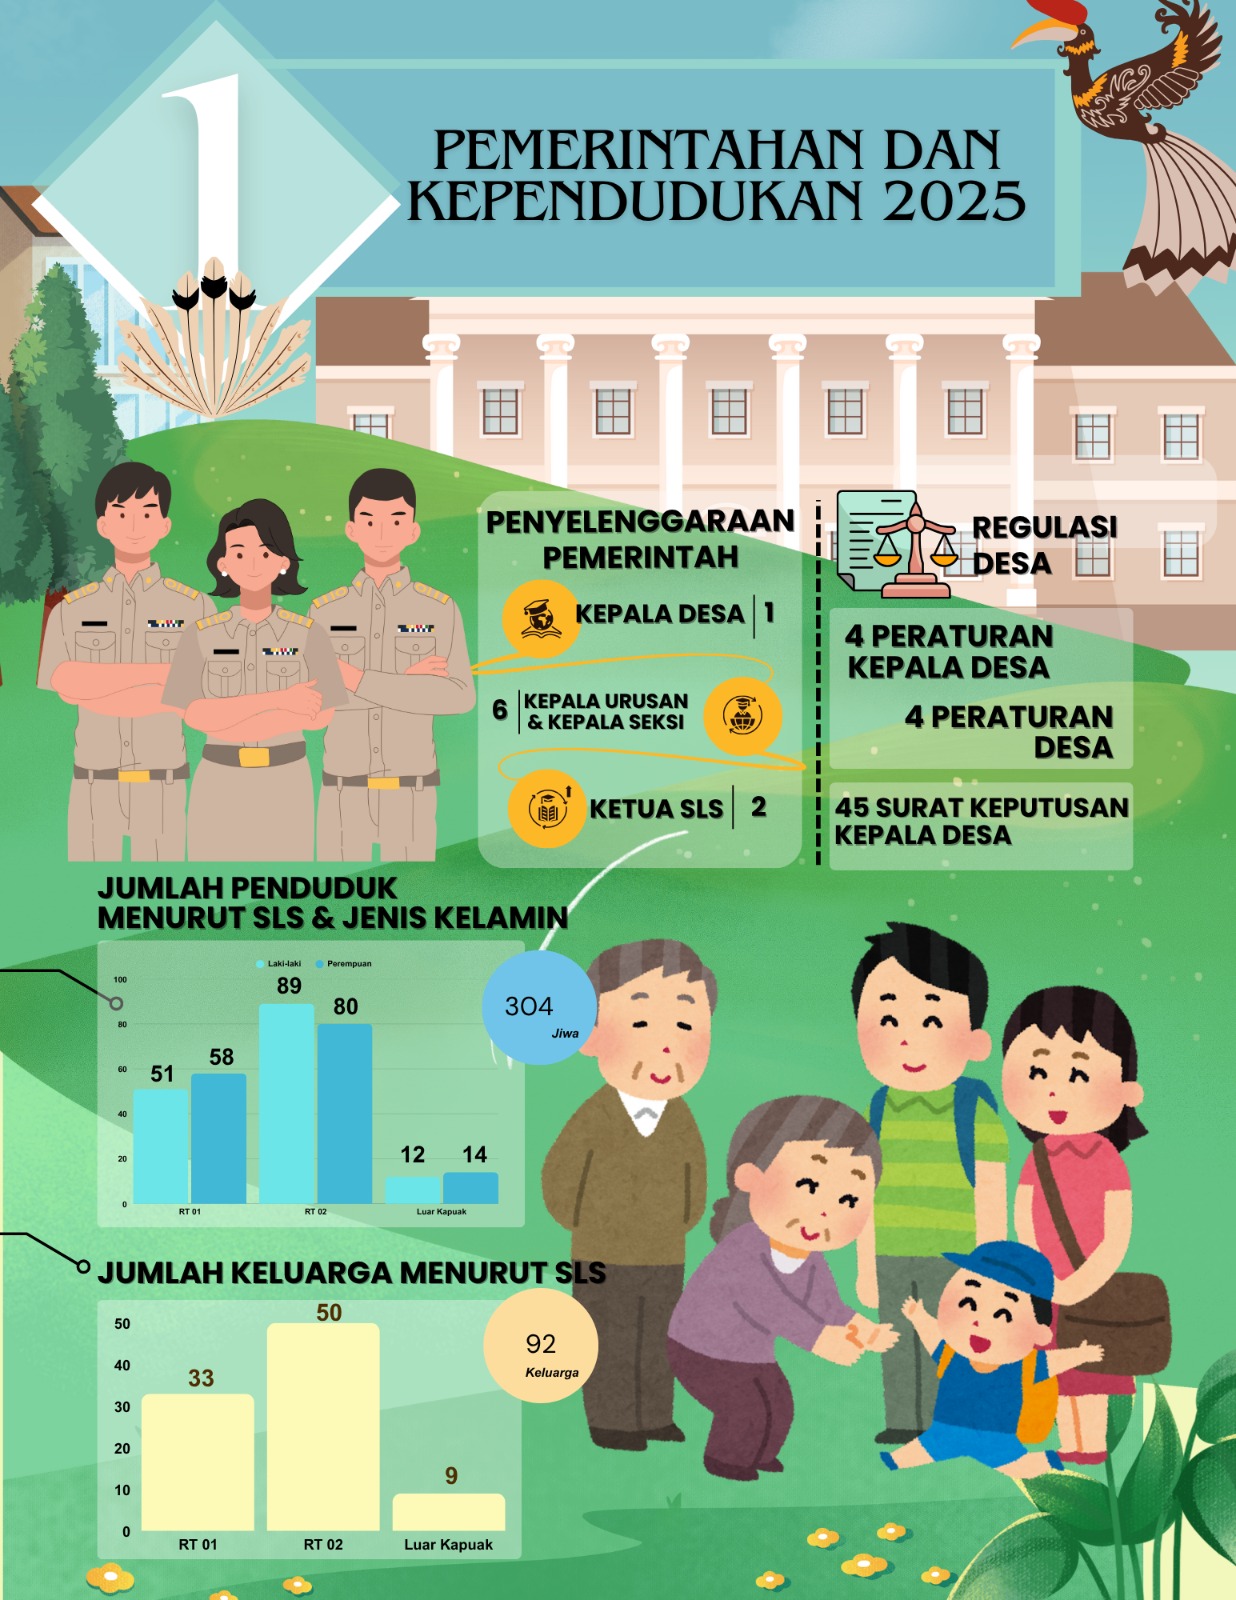 1
PEMERINTAHAN DAN
KEPENDUDUKAN 2025
PENYELENGGARAAN
PEMERINTAH
KEPALA DESA 1
6 KEPALA URUSAN
& KEPALA SEKSI
KETUA SLS 2
REGULASI
DESA
4 PERATURAN
KEPALA DESA
4 PERATURAN
DESA
45 SURAT KEPUTUSAN
KEPALA DESA
JUMLAH PENDUDUK
MENURUT SLS & JENIS KELAMIN
Laki-laki Perempuan
100
80
60
40
20
0
51
58
89
80
12
14
RT 01 RT 02 Luar Kapuak
304
Jiwa
JUMLAH KELUARGA MENURUT SLS
50
40
30
20
10
0
33
50
9
RT 01 RT 02 Luar Kapuak
92
Keluarga